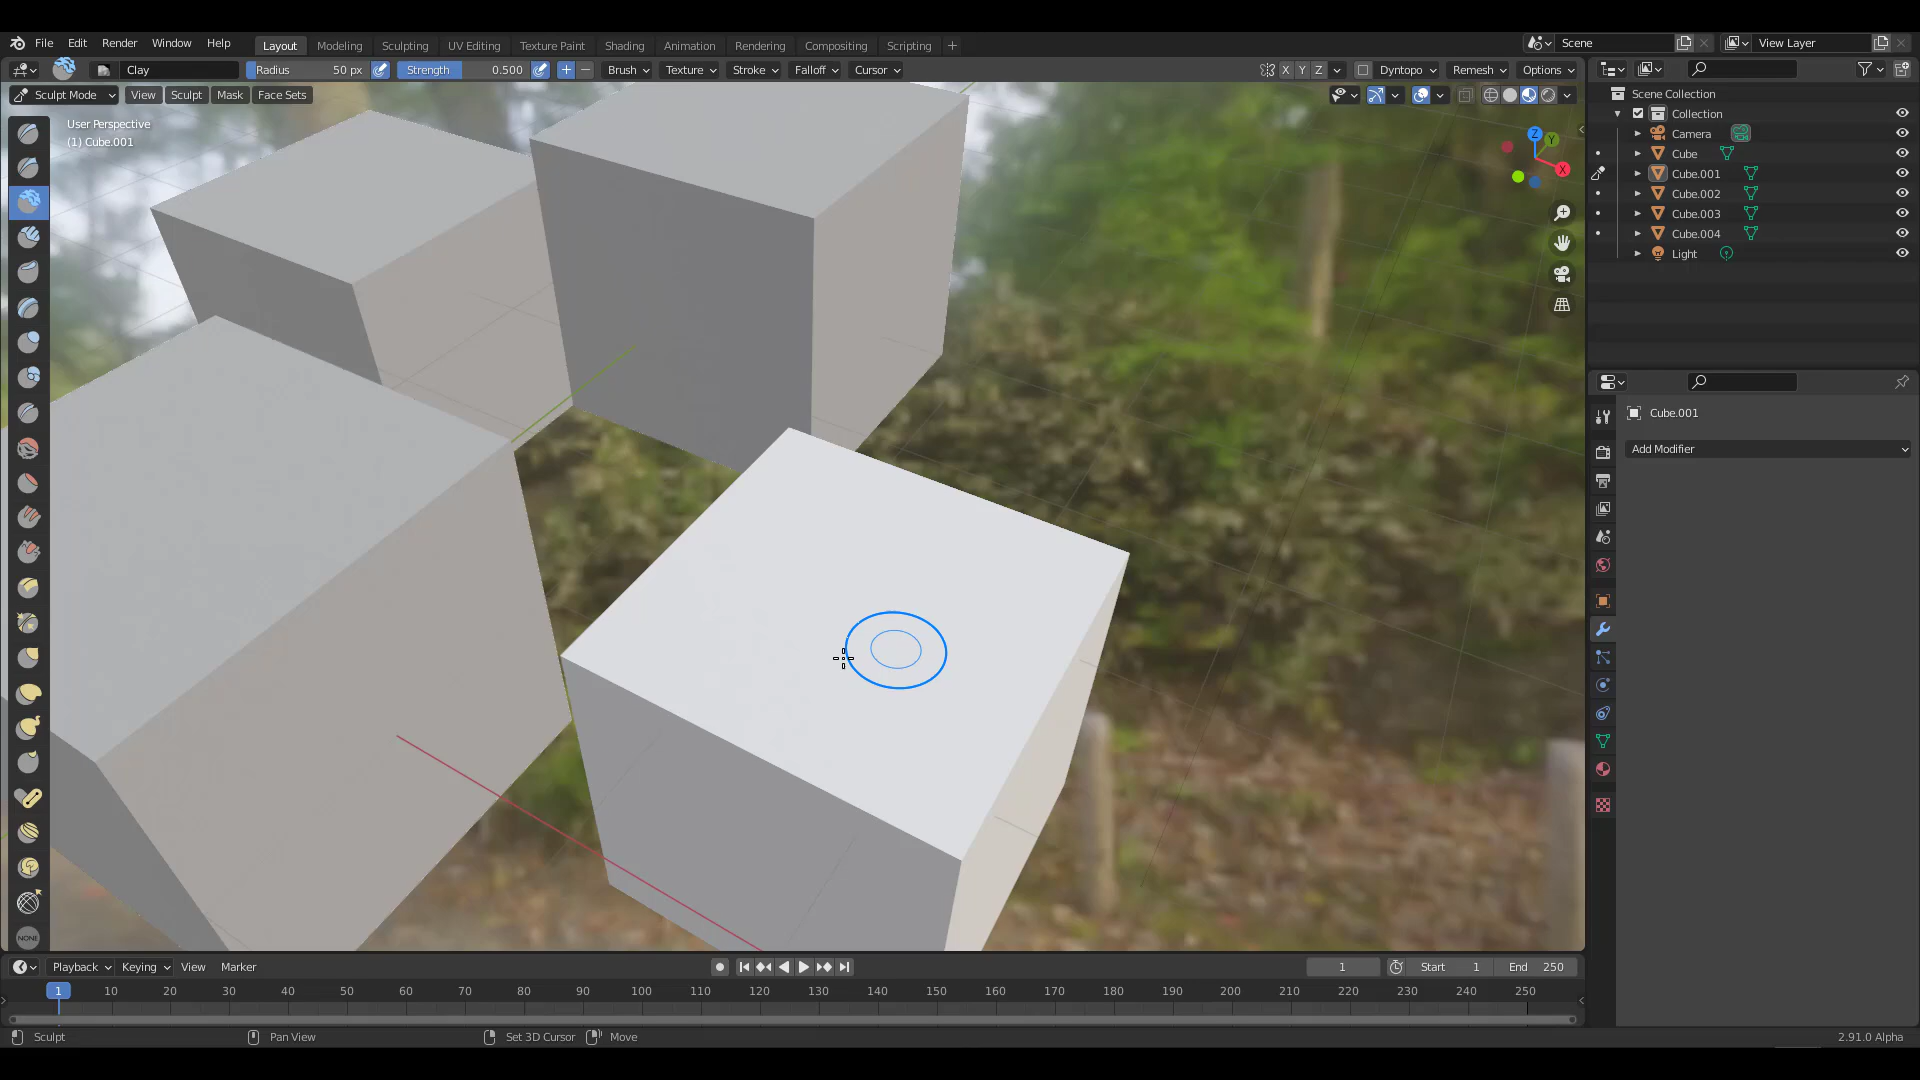 File Edit Render Window Help Layout Modeling Sculpting UV Editing Texture Paint Shading Animation Rendering Compositing Scripting + Scene View Layer
Clay Radius 50 px Strength 0.500 + − Brush Texture Stroke Falloff Cursor X Y Z Dyntopo Remesh Options
Sculpt Mode View Sculpt Mask Face Sets
User Perspective
(1) Cube.001
Z
Y
X
Scene Collection
Collection
Camera
Cube
Cube.001
Cube.002
Cube.003
Cube.004
Light
Cube.001
Add Modifier
NONE
Playback Keying View Marker 1 Start 1 End 250
1 10 20 30 40 50 60 70 80 90 100 110 120 130 140 150 160 170 180 190 200 210 220 230 240 250
Sculpt Pan View Set 3D Cursor Move 2.91.0 Alpha